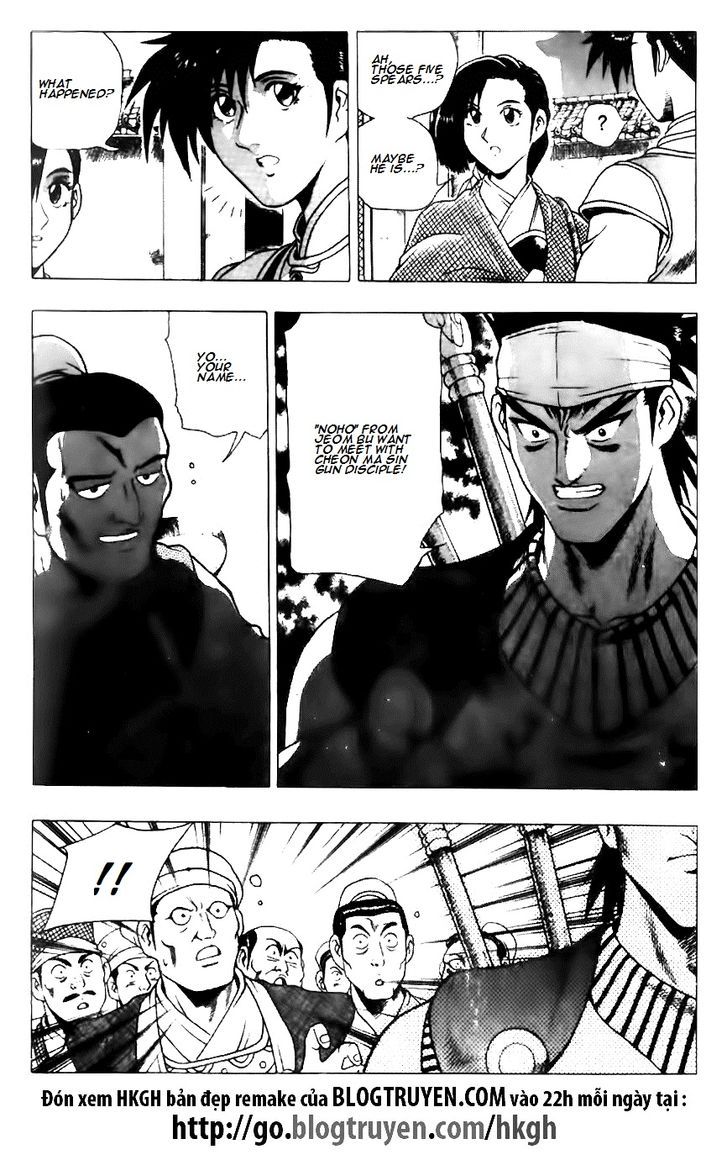 WHAT
HAPPENED?
AH,
THOSE FIVE
SPEARS...?
MAYBE
HE IS...?
?
YO...
YOUR
NAME...
"NOHO" FROM
JEOM BU WANT
TO MEET WITH
CHEON MA SIN
GUN DISCIPLE!
!!
Đón xem HKGH bản đẹp remake của BLOGTRUYEN.COM vào 22h mỗi ngày tại :
http://go.blogtruyen.com/hkgh